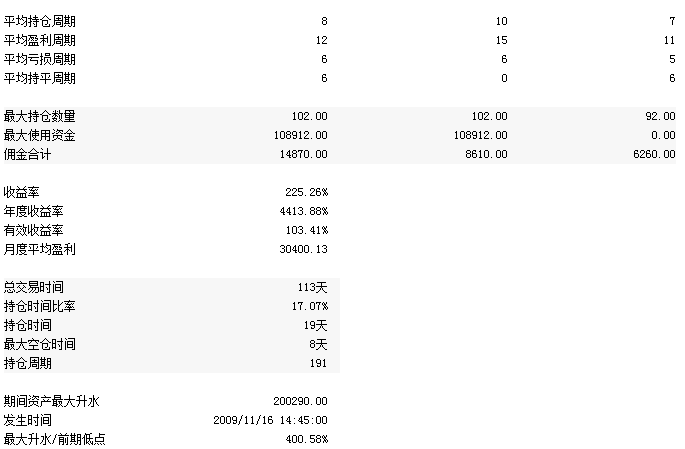 平均持仓周期 8 10 7
平均盈利周期 12 15 11
平均亏损周期 6 6 5
平均持平周期 6 0 6
最大持仓数量 102.00 102.00 92.00
最大使用资金 108912.00 108912.00 0.00
佣金合计 14870.00 8610.00 6260.00
收益率 225.26%
年度收益率 4413.88%
有效收益率 103.41%
月度平均盈利 30400.13
总交易时间 113天
持仓时间比率 17.07%
持仓时间 19天
最大空仓时间 8天
持仓周期 191
期间资产最大升水 200290.00
发生时间 2009/11/16 14:45:00
最大升水/前期低点 400.58%